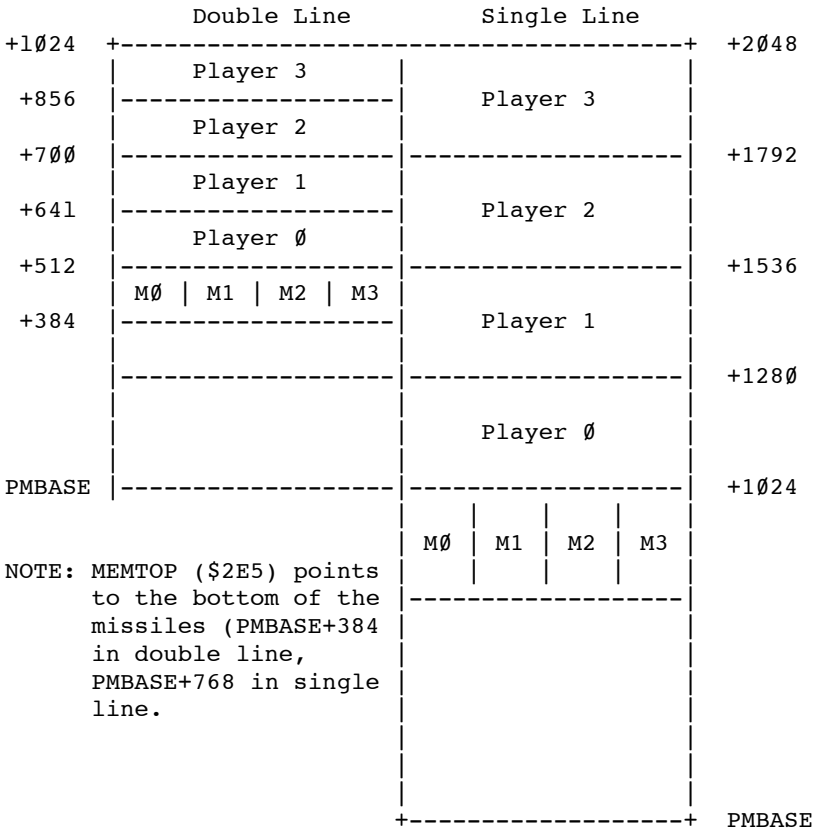 Double Line Single Line
+1Ø24 +2Ø48
Player 3
+856 Player 3
Player 2
+7ØØ +1792
Player 1
+641 Player 2
Player Ø
+512 +1536
MØ | M1 | M2 | M3
+384 Player 1
+128Ø
Player Ø
PMBASE +1Ø24
MØ | M1 | M2 | M3
NOTE: MEMTOP ($2E5) points
to the bottom of the
missiles (PMBASE+384
in double line,
PMBASE+768 in single
line.
PMBASE